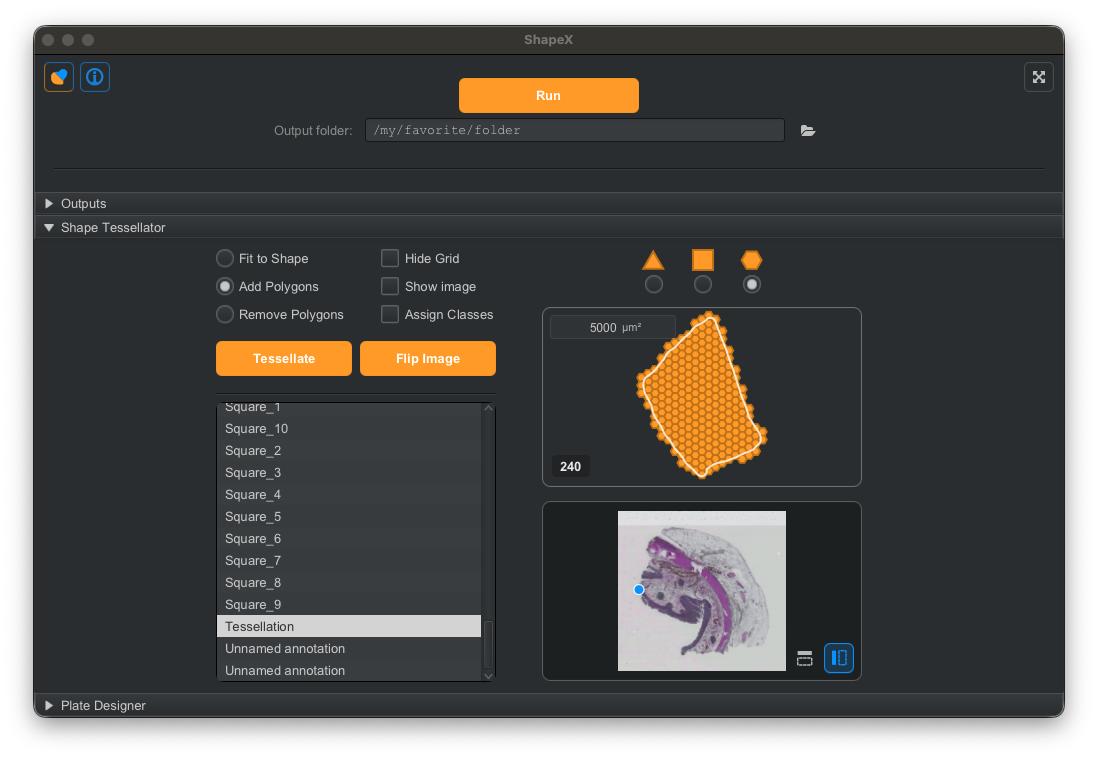 ShapeX
Run
Output folder: /my/favorite/folder
Outputs
Shape Tessellator
Fit to Shape
Hide Grid
Add Polygons
Show image
Remove Polygons
Assign Classes
Tessellate
Flip Image
Square_1
Square_10
Square_2
Square_3
Square_4
Square_5
Square_6
Square_7
Square_8
Square_9
Tessellation
Unnamed annotation
Unnamed annotation
5000 µm²
240
Plate Designer